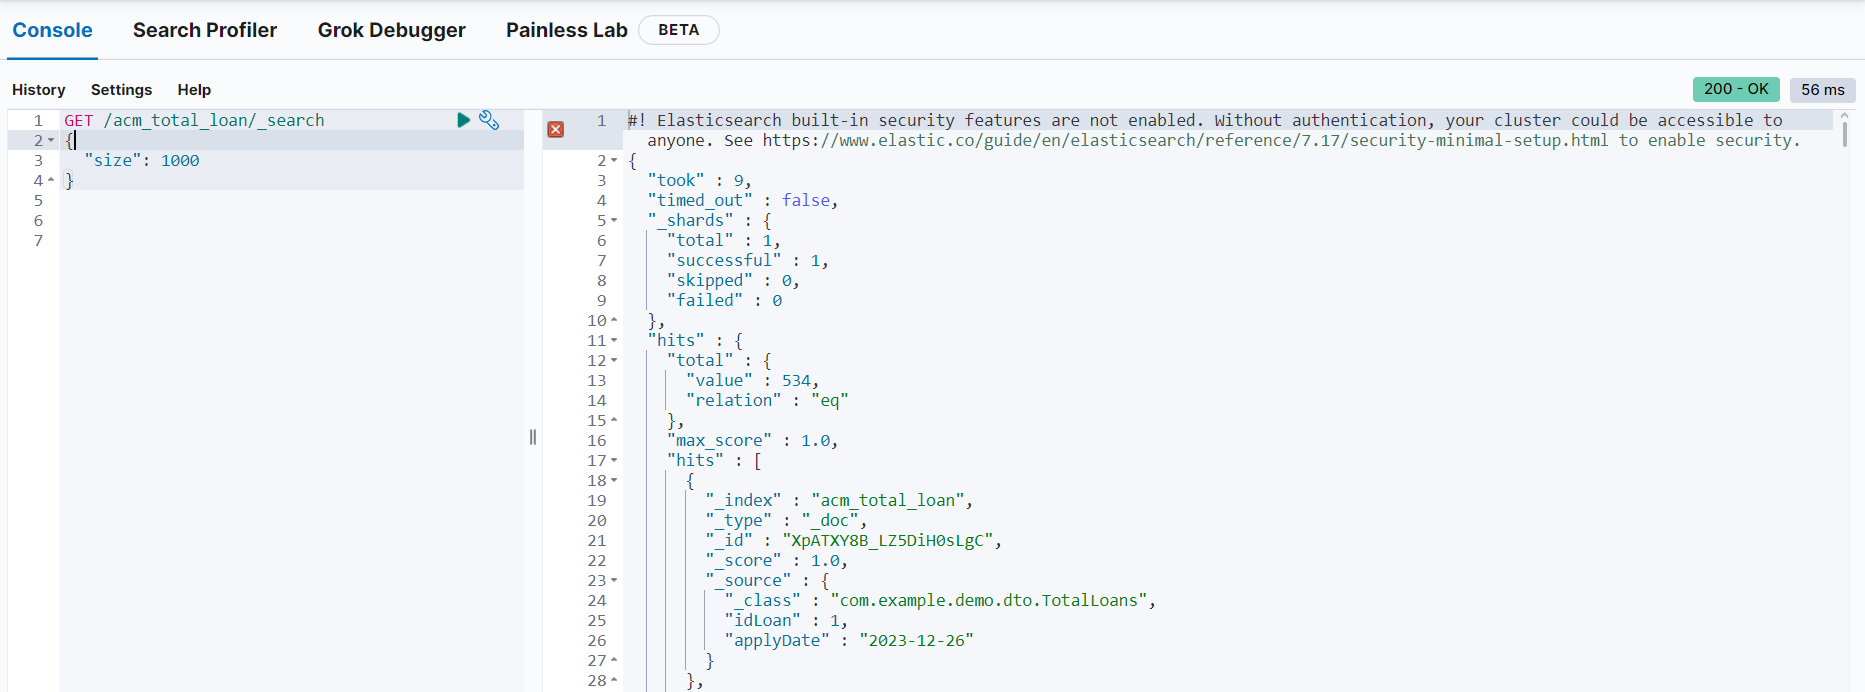 Console Search Profiler Grok Debugger Painless Lab BETA
History Settings Help
200 - OK 56 ms
1 GET /acm_total_loan/_search
2 {
3 "size": 1000
4 }
5
6
7
1 #! Elasticsearch built-in security features are not enabled. Without authentication, your cluster could be accessible to
anyone. See https://www.elastic.co/guide/en/elasticsearch/reference/7.17/security-minimal-setup.html to enable security.
2 {
3 "took" : 9,
4 "timed_out" : false,
5 "_shards" : {
6 "total" : 1,
7 "successful" : 1,
8 "skipped" : 0,
9 "failed" : 0
10 },
11 "hits" : {
12 "total" : {
13 "value" : 534,
14 "relation" : "eq"
15 },
16 "max_score" : 1.0,
17 "hits" : [
18 {
19 "_index" : "acm_total_loan",
20 "_type" : "_doc",
21 "_id" : "XpATXY8B_LZ5DiH0sLgC",
22 "_score" : 1.0,
23 "_source" : {
24 "_class" : "com.example.demo.dto.TotalLoans",
25 "idLoan" : 1,
26 "applyDate" : "2023-12-26"
27 }
28 },